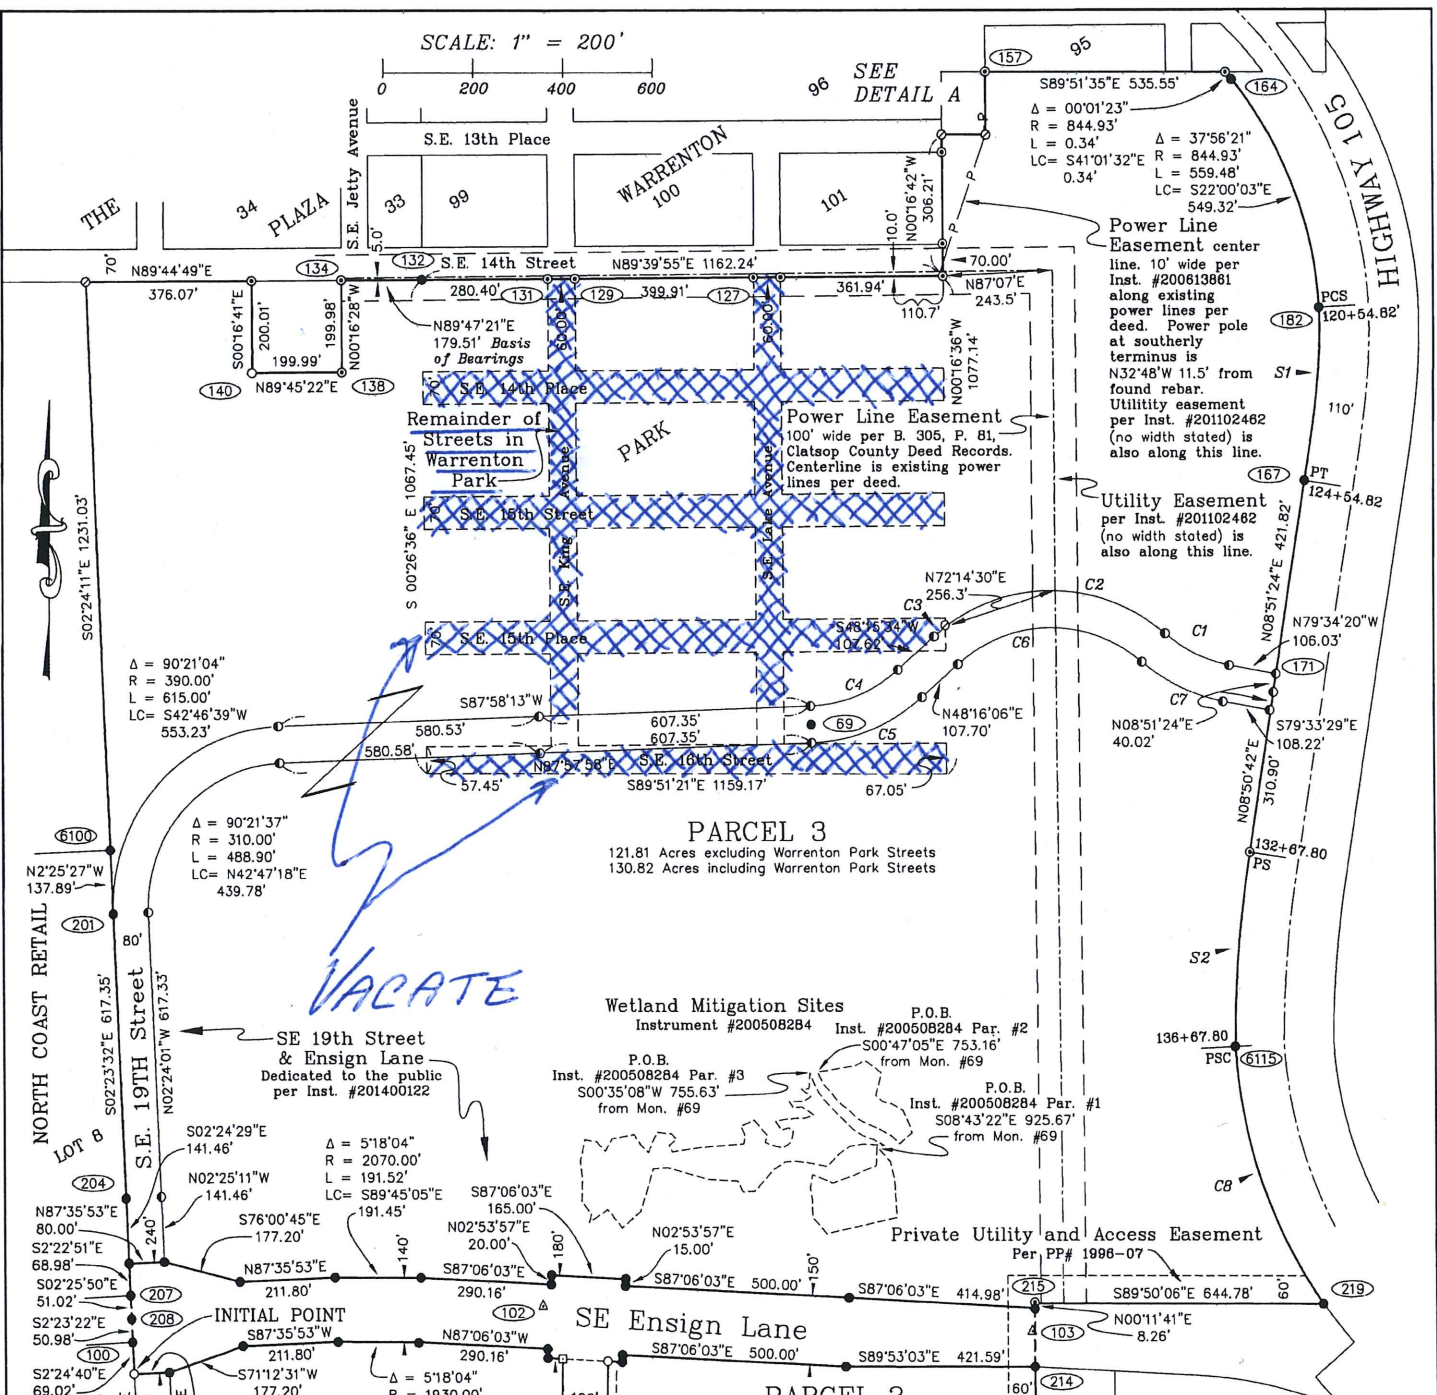 SCALE: 1" = 200'
0 200 400 600
SEE
DETAIL A
96
95
157
164
S89°51'35"E 535.55'
Δ = 00°01'23"
R = 844.93'
L = 0.34'
LC= S41°01'32"E
0.34'
Δ = 37°56'21"
R = 844.93'
L = 559.48'
LC= S22°00'03"E
549.32'
HIGHWAY 105
HIGHWAY
S.E. Jetty Avenue
S.E. 13th Place
WARRENTON
100
101
99
33
34
THE
PLAZA
N00°16'42"W
306.21'
P
P
P
P
70'
N89°44'49"E
376.07'
134
5.0'
132
S.E. 14th Street
N89°39'55"E 1162.24'
10.0'
70.00'
280.40'
131
129
399.91'
127
361.94'
110.7'
N87°07'E
243.5'
S00°16'41"E
200.01'
199.98'
N00°16'28"W
199.99'
140
N89°45'22"E
138
N89°47'21"E
179.51' Basis
of Bearings
60.00'
60.00'
N00°16'36"W
1077.14'
Power Line
Easement center
line. 10' wide per
Inst. #200613861
along existing
power lines per
deed. Power pole
at southerly
terminus is
N32°48'W 11.5' from
found rebar.
Utilitity easement
per Inst. #201102462
(no width stated) is
also along this line.
PCS
120+54.82'
182
S1
110'
167
PT
124+54.82
70'
S.E. 14th Place
Remainder of
Streets in
Warrenton
Park
PARK
S.E. King Avenue
S.E. Lake Avenue
S 00°26'36" E 1067.45'
Power Line Easement
100' wide per B. 305, P. 81,
Clatsop County Deed Records.
Centerline is existing power
lines per deed.
Utility Easement
per Inst. #201102462
(no width stated) is
also along this line.
70'
S.E. 15th Street
S02°24'11"E 1231.03'
N08°51'24"E 421.82'
N72°14'30"E
256.3'
C3
C2
C1
N79°34'20"W
106.03'
171
70'
S.E. 15th Place
S48°15'34"W
107.62'
C6
C4
C7
N08°51'24"E
40.02'
S79°33'29"E
108.22'
N48°16'06"E
107.70'
Δ = 90°21'04"
R = 390.00'
L = 615.00'
LC= S42°46'39"W
553.23'
S87°58'13"W
580.53'
607.35'
607.35'
69
C5
580.58'
N87°57'58"E
S.E. 16th Street
57.45'
S89°51'21"E 1159.17'
67.05'
N08°50'42"E
310.90'
132+67.80
PS
Δ = 90°21'37"
R = 310.00'
L = 488.90'
LC= N42°47'18"E
439.78'
PARCEL 3
121.81 Acres excluding Warrenton Park Streets
130.82 Acres including Warrenton Park Streets
6100
N2°25'27"W
137.89'
201
80'
VACATE
NORTH COAST RETAIL
LOT 8
S02°23'32"E 617.35'
S.E. 19TH Street
N02°24'01"W 617.33'
SE 19th Street
& Ensign Lane
Dedicated to the public
per Inst. #201400122
S2
136+67.80
PSC
6115
Wetland Mitigation Sites
Instrument #200508284
P.O.B.
Inst. #200508284 Par. #2
S00°47'05"E 753.16'
from Mon. #69
P.O.B.
Inst. #200508284 Par. #3
S00°35'08"W 755.63'
from Mon. #69
P.O.B.
Inst. #200508284 Par. #1
S08°43'22"E 925.67'
from Mon. #69
C8
S02°24'29"E
141.46'
204
N02°25'11"W
141.46'
Δ = 5°18'04"
R = 2070.00'
L = 191.52'
LC= S89°45'05"E
191.45'
S87°06'03"E
165.00'
N87°35'53"E
80.00'
240'
S76°00'45"E
177.20'
140'
N02°53'57"E
20.00'
180'
N02°53'57"E
15.00'
Private Utility and Access Easement
Per PP# 1996-07
S2°22'51"E
68.98'
N87°35'53"E
211.80'
S87°06'03"E
290.16'
S87°06'03"E 500.00'
150'
S87°06'03"E 414.98'
215
S89°50'06"E 644.78'
60'
219
S02°25'50"E
51.02'
207
208
INITIAL POINT
102
SE Ensign Lane
103
N00°11'41"E
8.26'
S2°23'22"E
50.98'
100
S87°35'53"W
211.80'
N87°06'03"W
290.16'
S87°06'03"E 500.00'
S89°53'03"E 421.59'
214
S2°24'40"E
69.02'
S71°12'31"W
177.20'
Δ = 5°18'04"
R = 1930.00'
PARCEL 2
60'